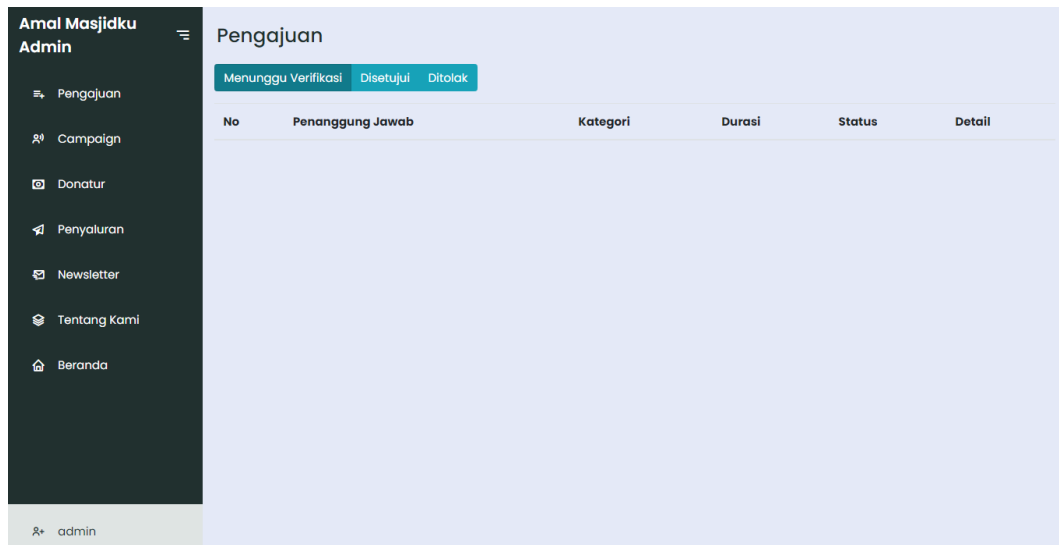 Amal Masjidku
Admin
Pengajuan
Campaign
Donatur
Penyaluran
Newsletter
Tentang Kami
Beranda
admin
Pengajuan
Menunggu Verifikasi Disetujui Ditolak
No Penanggung Jawab Kategori Durasi Status Detail